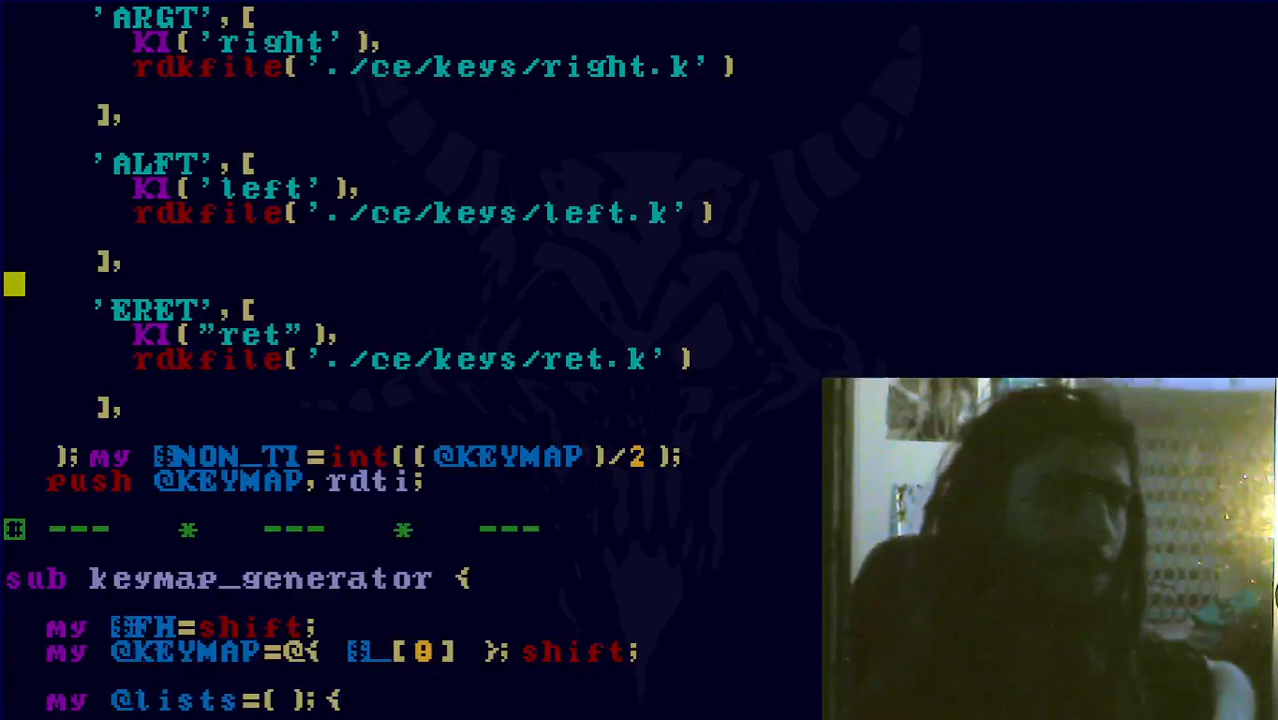 'ARGT',[
KI('right'),
rdkfile('./ce/keys/right.k')
],
'ALFT',[
KI('left'),
rdkfile('./ce/keys/left.k')
],
'ERET',[
KI("ret"),
rdkfile('./ce/keys/ret.k')
],
);my $NON_TI=int((@KEYMAP)/2);
push @KEYMAP,rdti;
# --- * --- * ---
sub keymap_generator {
my $FH=shift;
my @KEYMAP=@{ $_[0] };shift;
my @lists=();{